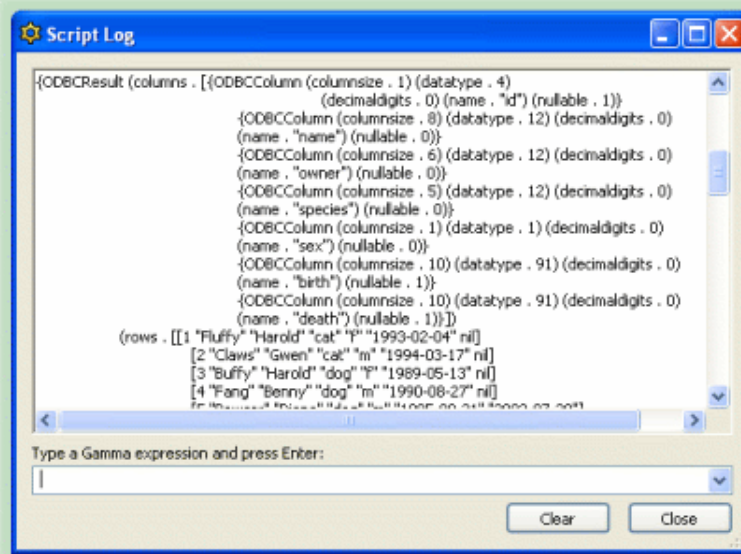 Script Log
{ODBCResult (columns . [{ODBCColumn (columnsize . 1) (datatype . 4)
(decimaldigits . 0) (name . "id") (nullable . 1)}
{ODBCColumn (columnsize . 8) (datatype . 12) (decimaldigits . 0)
(name . "name") (nullable . 0)}
{ODBCColumn (columnsize . 6) (datatype . 12) (decimaldigits . 0)
(name . "owner") (nullable . 0)}
{ODBCColumn (columnsize . 5) (datatype . 12) (decimaldigits . 0)
(name . "species") (nullable . 0)}
{ODBCColumn (columnsize . 1) (datatype . 1) (decimaldigits . 0)
(name . "sex") (nullable . 0)}
{ODBCColumn (columnsize . 10) (datatype . 91) (decimaldigits . 0)
(name . "birth") (nullable . 1)}
{ODBCColumn (columnsize . 10) (datatype . 91) (decimaldigits . 0)
(name . "death") (nullable . 1)}])
(rows . [[1 "Fluffy" "Harold" "cat" "f" "1993-02-04" nil]
[2 "Claws" "Gwen" "cat" "m" "1994-03-17" nil]
[3 "Buffy" "Harold" "dog" "f" "1989-05-13" nil]
[4 "Fang" "Benny" "dog" "m" "1990-08-27" nil]
Type a Gamma expression and press Enter:
Clear
Close